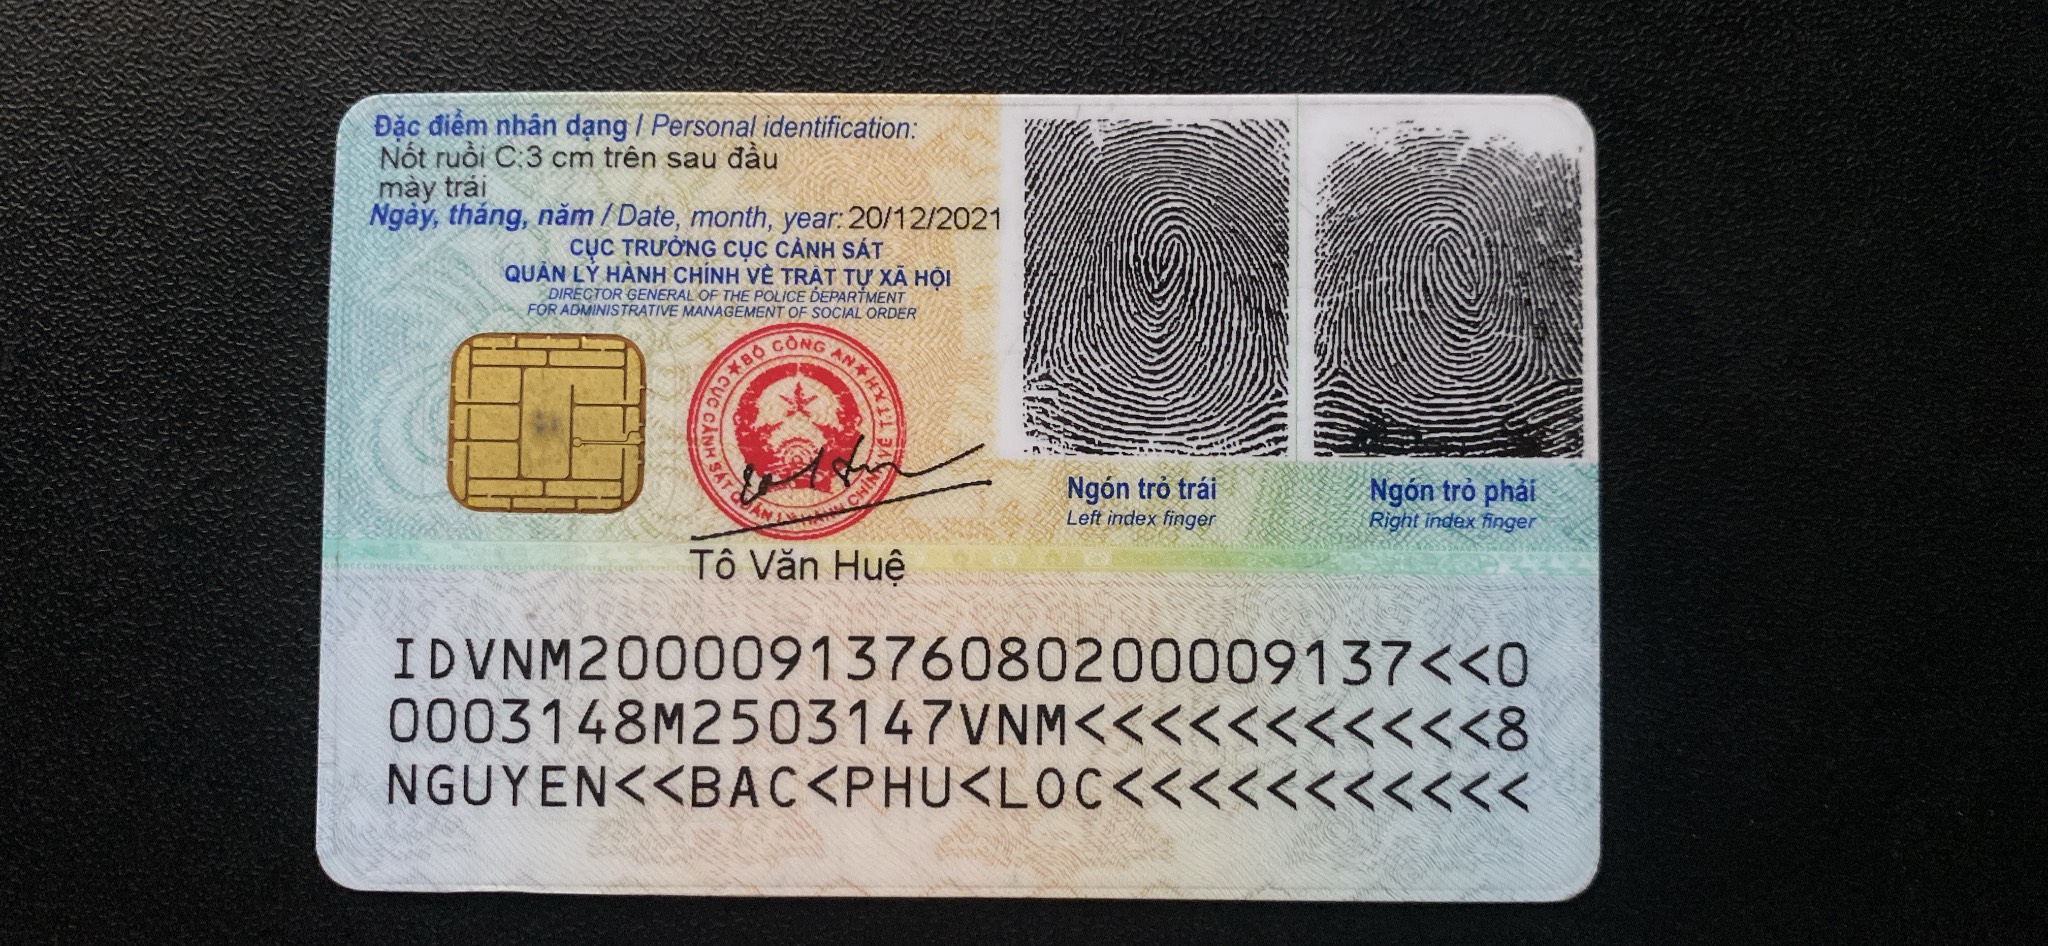 Đặc điểm nhân dạng / Personal identification:
Nốt ruồi C:3 cm trên sau đầu
mày trái
Ngày, tháng, năm / Date, month, year: 20/12/2021
CỤC TRƯỞNG CỤC CẢNH SÁT
QUẢN LÝ HÀNH CHÍNH VỀ TRẬT TỰ XÃ HỘI
DIRECTOR GENERAL OF THE POLICE DEPARTMENT
FOR ADMINISTRATIVE MANAGEMENT OF SOCIAL ORDER
★BỘ CÔNG AN★
CỤC CẢNH SÁT QUẢN LÝ HÀNH CHÍNH VỀ TTXH
Tô Văn Huệ
Ngón trỏ trái
Left index finger
Ngón trỏ phải
Right index finger
IDVNM2000091376080200009137<<0
0003148M2503147VNM<<<<<<<<<<<8
NGUYEN<<BAC<PHU<LOC<<<<<<<<<<<